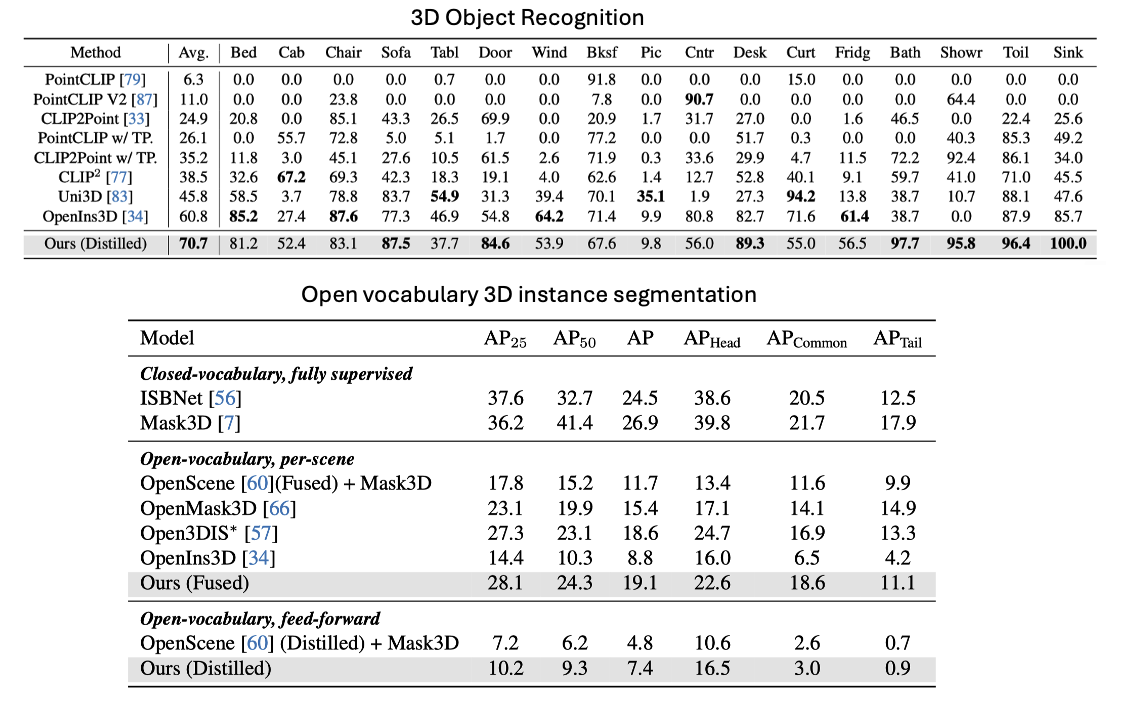 3D Object Recognition
Method Avg. Bed Cab Chair Sofa Tabl Door Wind Bksf Pic Cntr Desk Curt Fridg Bath Showr Toil Sink
PointCLIP [79] 6.3 0.0 0.0 0.0 0.0 0.7 0.0 0.0 91.8 0.0 0.0 0.0 15.0 0.0 0.0 0.0 0.0 0.0
PointCLIP V2 [87] 11.0 0.0 0.0 23.8 0.0 0.0 0.0 0.0 7.8 0.0 90.7 0.0 0.0 0.0 0.0 64.4 0.0 0.0
CLIP2Point [33] 24.9 20.8 0.0 85.1 43.3 26.5 69.9 0.0 20.9 1.7 31.7 27.0 0.0 1.6 46.5 0.0 22.4 25.6
PointCLIP w/ TP. 26.1 0.0 55.7 72.8 5.0 5.1 1.7 0.0 77.2 0.0 0.0 51.7 0.3 0.0 0.0 40.3 85.3 49.2
CLIP2Point w/ TP. 35.2 11.8 3.0 45.1 27.6 10.5 61.5 2.6 71.9 0.3 33.6 29.9 4.7 11.5 72.2 92.4 86.1 34.0
CLIP² [77] 38.5 32.6 67.2 69.3 42.3 18.3 19.1 4.0 62.6 1.4 12.7 52.8 40.1 9.1 59.7 41.0 71.0 45.5
Uni3D [83] 45.8 58.5 3.7 78.8 83.7 54.9 31.3 39.4 70.1 35.1 1.9 27.3 94.2 13.8 38.7 10.7 88.1 47.6
OpenIns3D [34] 60.8 85.2 27.4 87.6 77.3 46.9 54.8 64.2 71.4 9.9 80.8 82.7 71.6 61.4 38.7 0.0 87.9 85.7
Ours (Distilled) 70.7 81.2 52.4 83.1 87.5 37.7 84.6 53.9 67.6 9.8 56.0 89.3 55.0 56.5 97.7 95.8 96.4 100.0
Open vocabulary 3D instance segmentation
Model AP25 AP50 AP APHead APCommon APTail
Closed-vocabulary, fully supervised
ISBNet [56] 37.6 32.7 24.5 38.6 20.5 12.5
Mask3D [7] 36.2 41.4 26.9 39.8 21.7 17.9
Open-vocabulary, per-scene
OpenScene [60](Fused) + Mask3D 17.8 15.2 11.7 13.4 11.6 9.9
OpenMask3D [66] 23.1 19.9 15.4 17.1 14.1 14.9
Open3DIS* [57] 27.3 23.1 18.6 24.7 16.9 13.3
OpenIns3D [34] 14.4 10.3 8.8 16.0 6.5 4.2
Ours (Fused) 28.1 24.3 19.1 22.6 18.6 11.1
Open-vocabulary, feed-forward
OpenScene [60] (Distilled) + Mask3D 7.2 6.2 4.8 10.6 2.6 0.7
Ours (Distilled) 10.2 9.3 7.4 16.5 3.0 0.9